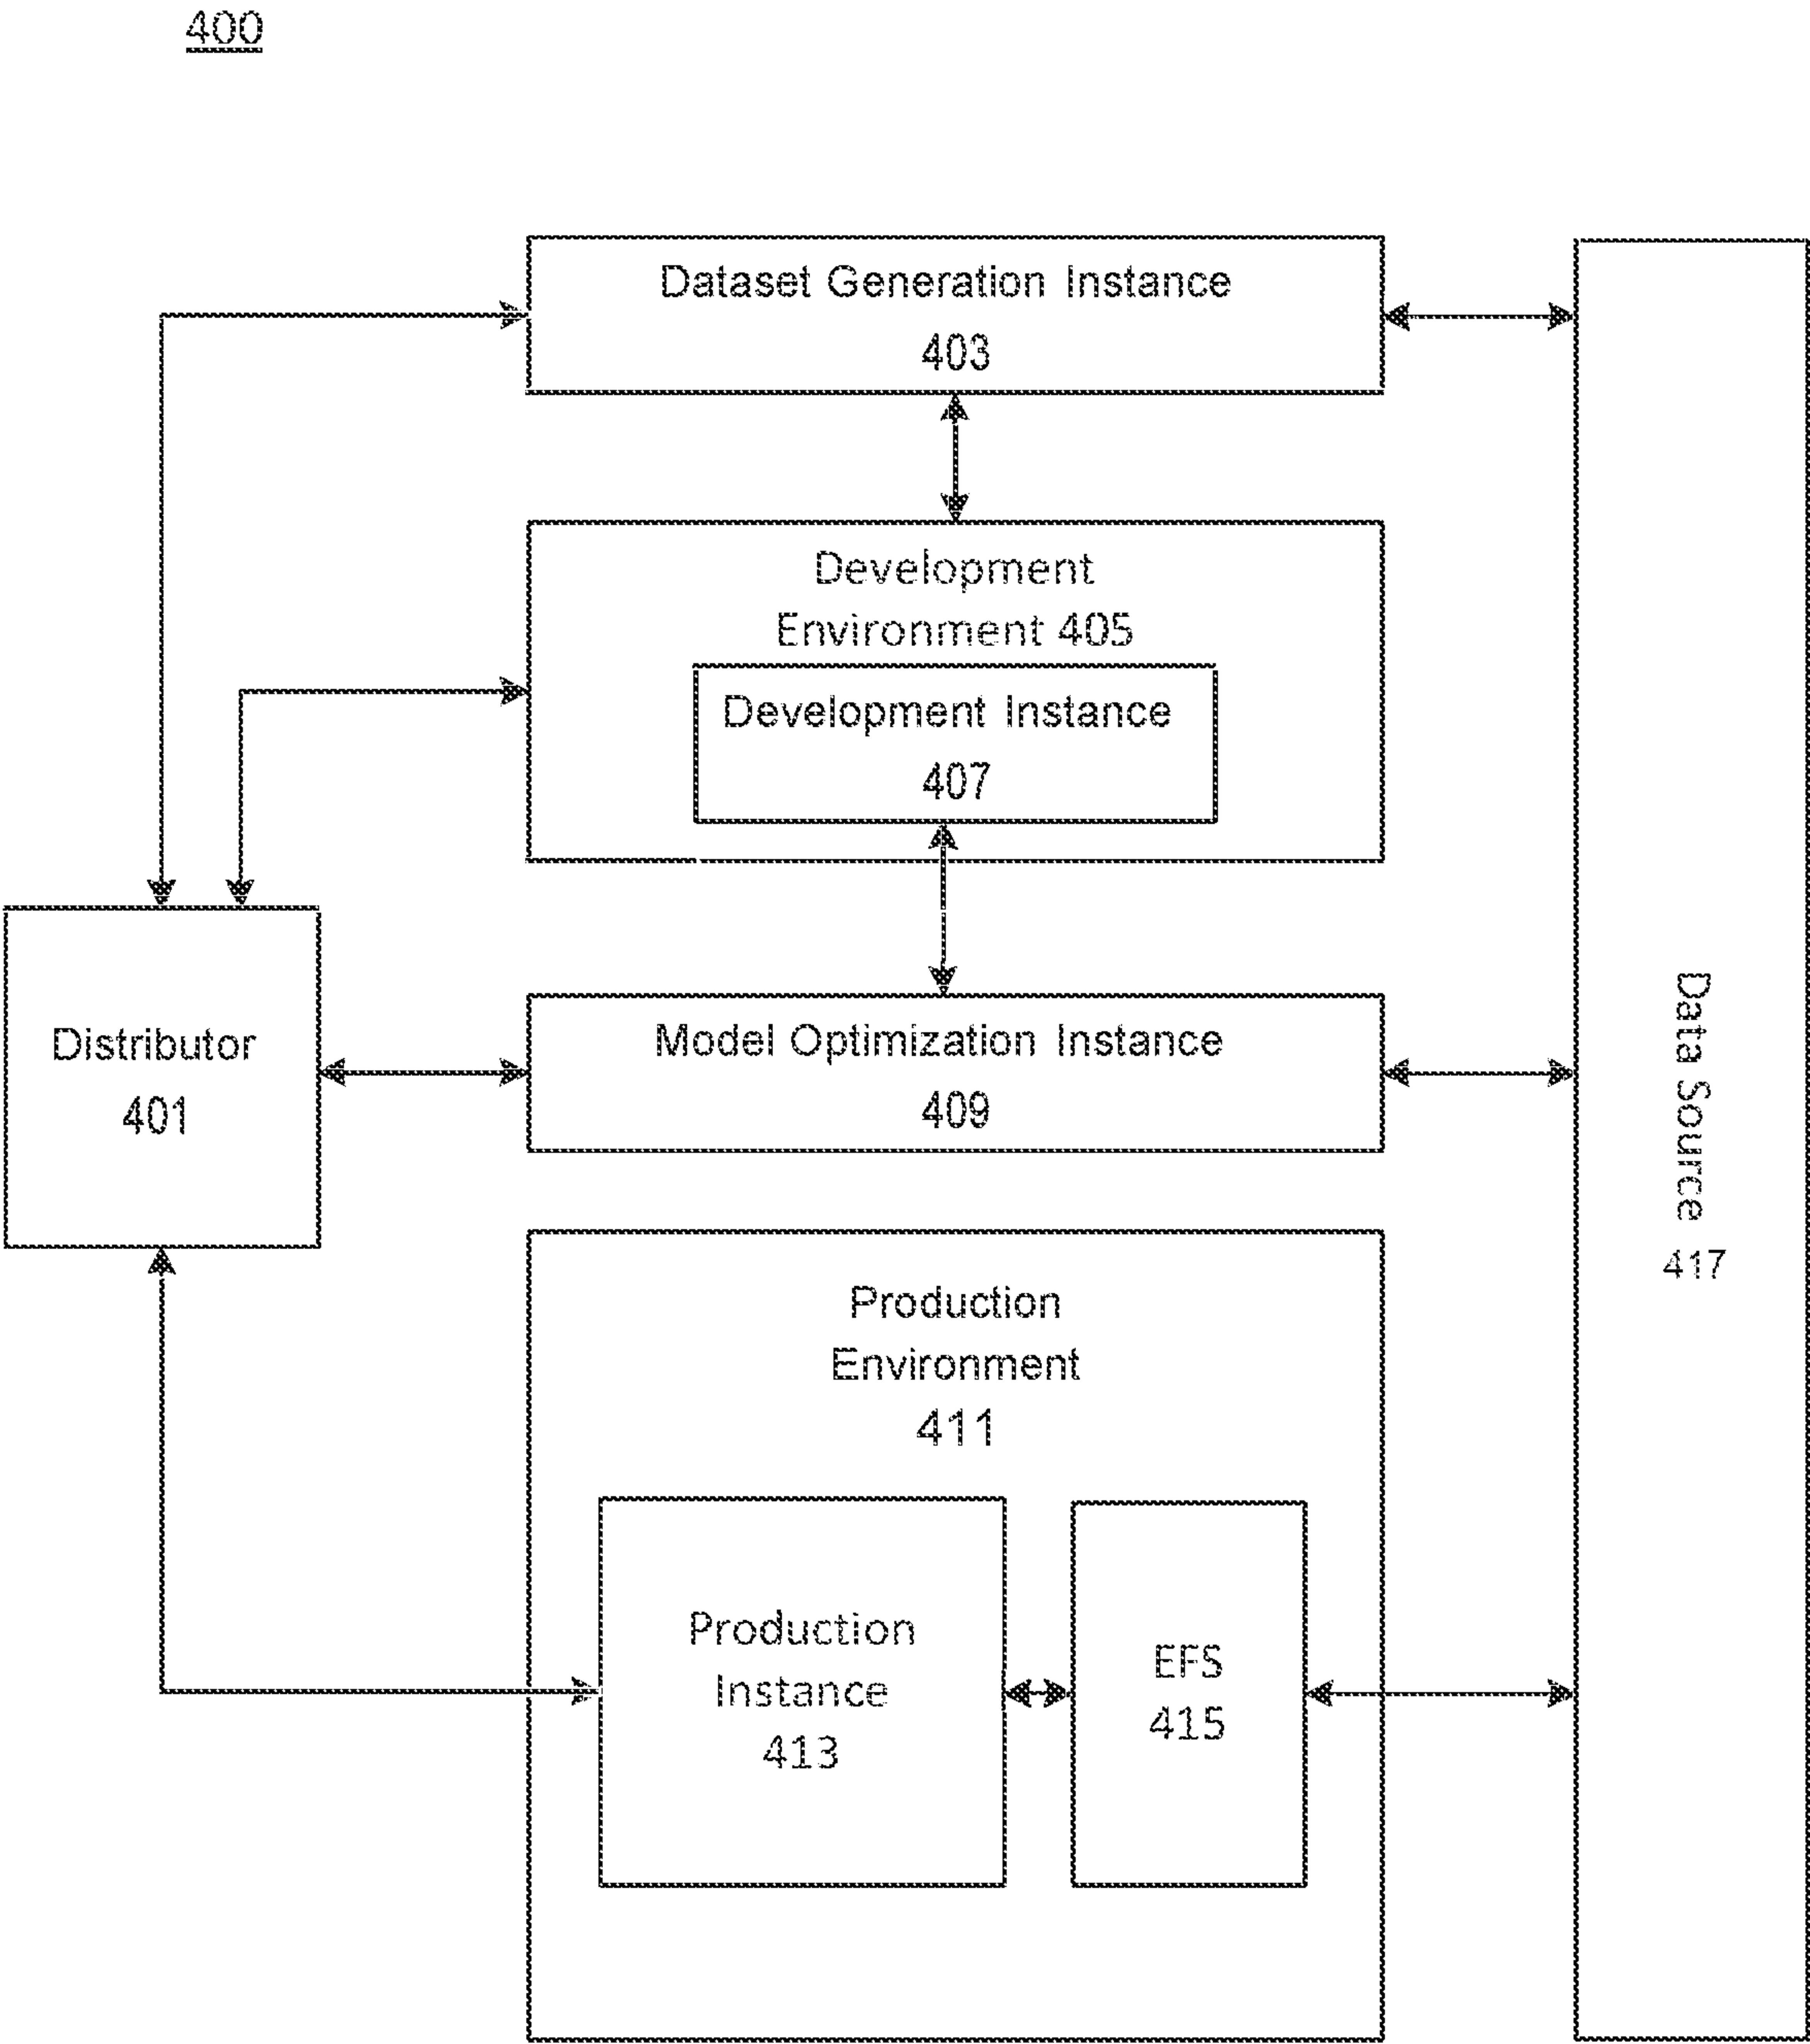 400
Dataset Generation Instance
403
Development
Environment 405
Development Instance
407
Distributor
401
Model Optimization Instance
409
Data Source 417
Production
Environment
411
Production
Instance
413
EFS
415